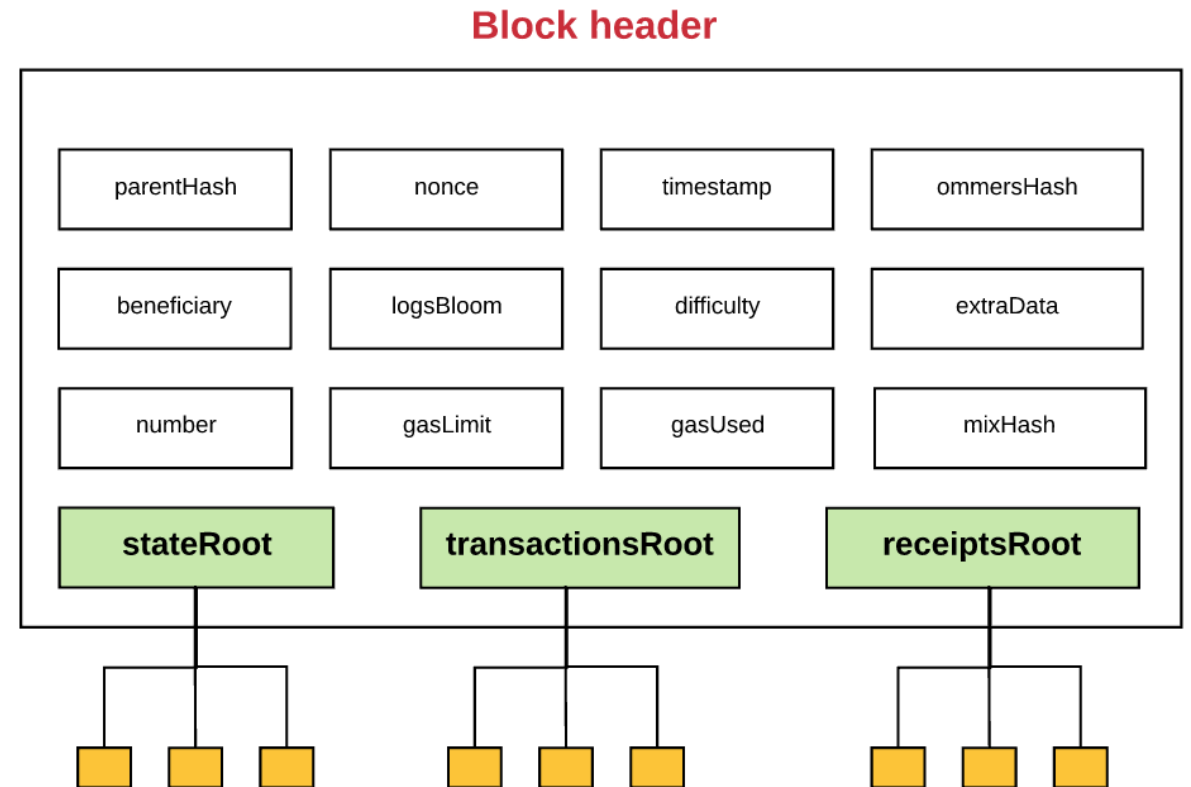 Block header
parentHash
nonce
timestamp
ommersHash
beneficiary
logsBloom
difficulty
extraData
number
gasLimit
gasUsed
mixHash
stateRoot
transactionsRoot
receiptsRoot